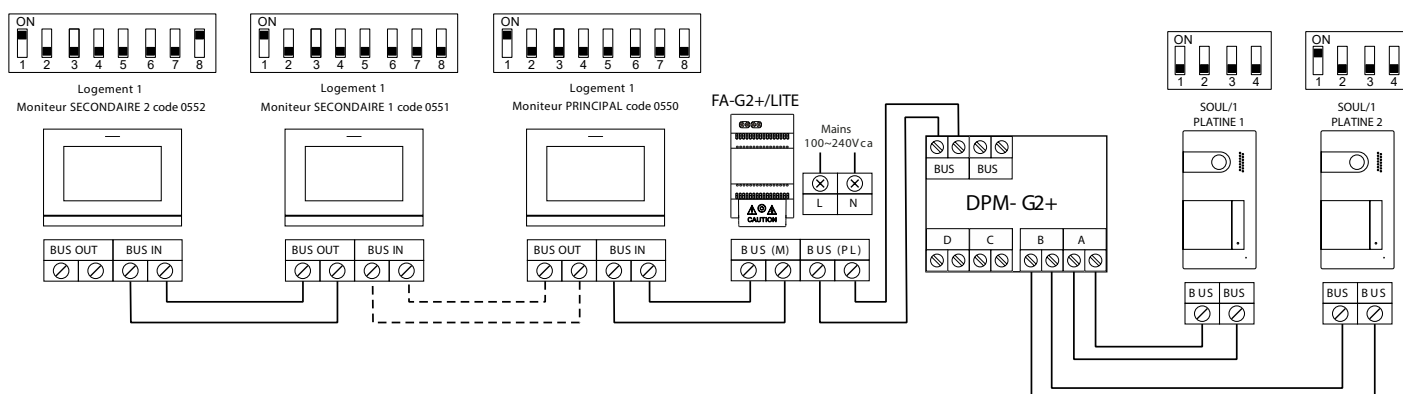 ON
1 2 3 4 5 6 7 8
Logement 1
Moniteur SECONDAIRE 2 code 0552
BUS OUT BUS IN
ON
1 2 3 4 5 6 7 8
Logement 1
Moniteur SECONDAIRE 1 code 0551
BUS OUT BUS IN
ON
1 2 3 4 5 6 7 8
Logement 1
Moniteur PRINCIPAL code 0550
BUS OUT BUS IN
FA-G2+/LITE
CAUTION
Mains
100~240Vca
L N
BUS (M) BUS (PL)
BUS BUS
DPM- G2+
D C B A
ON
1 2 3 4
SOUL/1
PLATINE 1
BUS BUS
ON
1 2 3 4
SOUL/1
PLATINE 2
BUS BUS